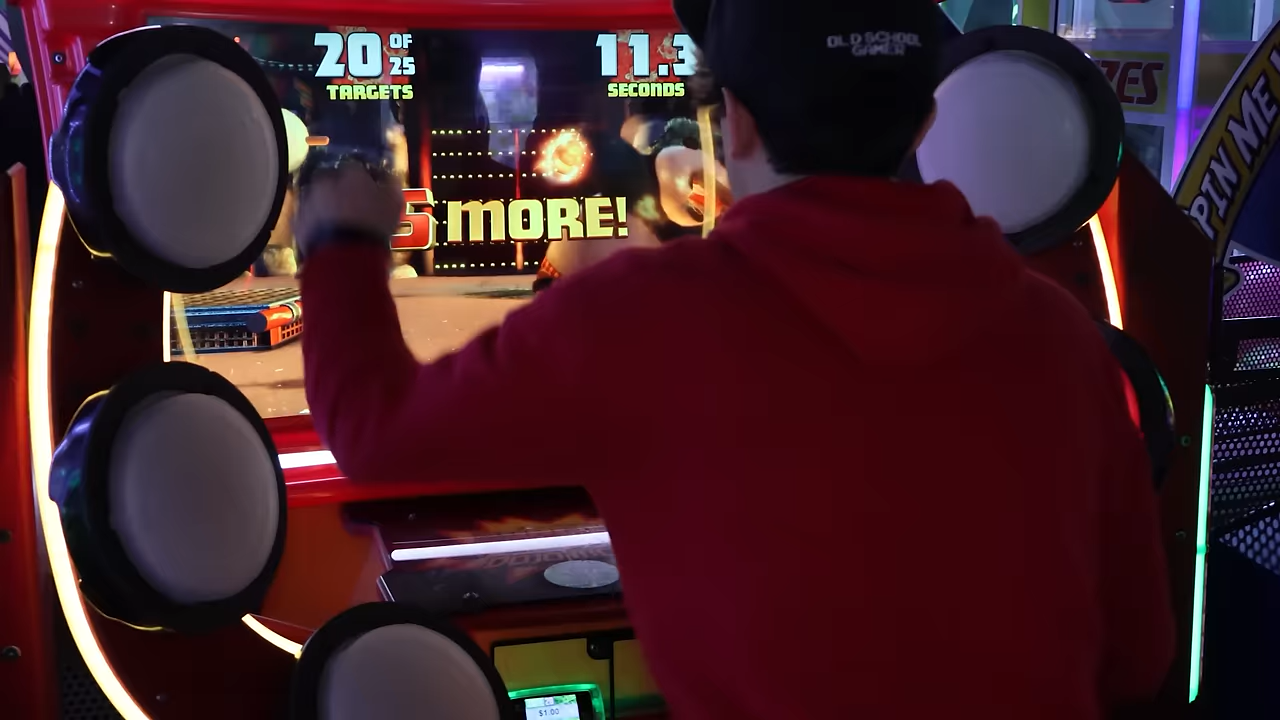 20 OF
25
TARGETS
11.3
SECONDS
5 MORE!
OLD SCHOOL
GAMER
PIN ME
$1.00